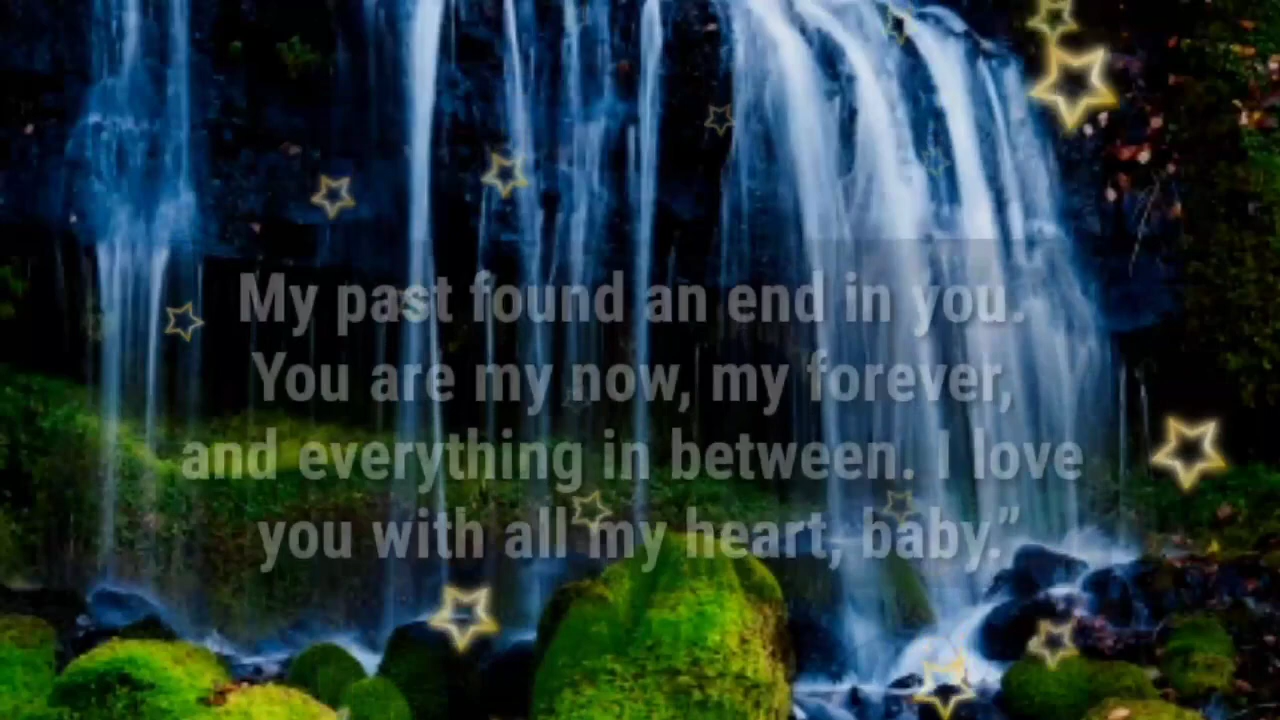 My past found an end in you.
You are my now, my forever,
and everything in between. I love
you with all my heart, baby.”